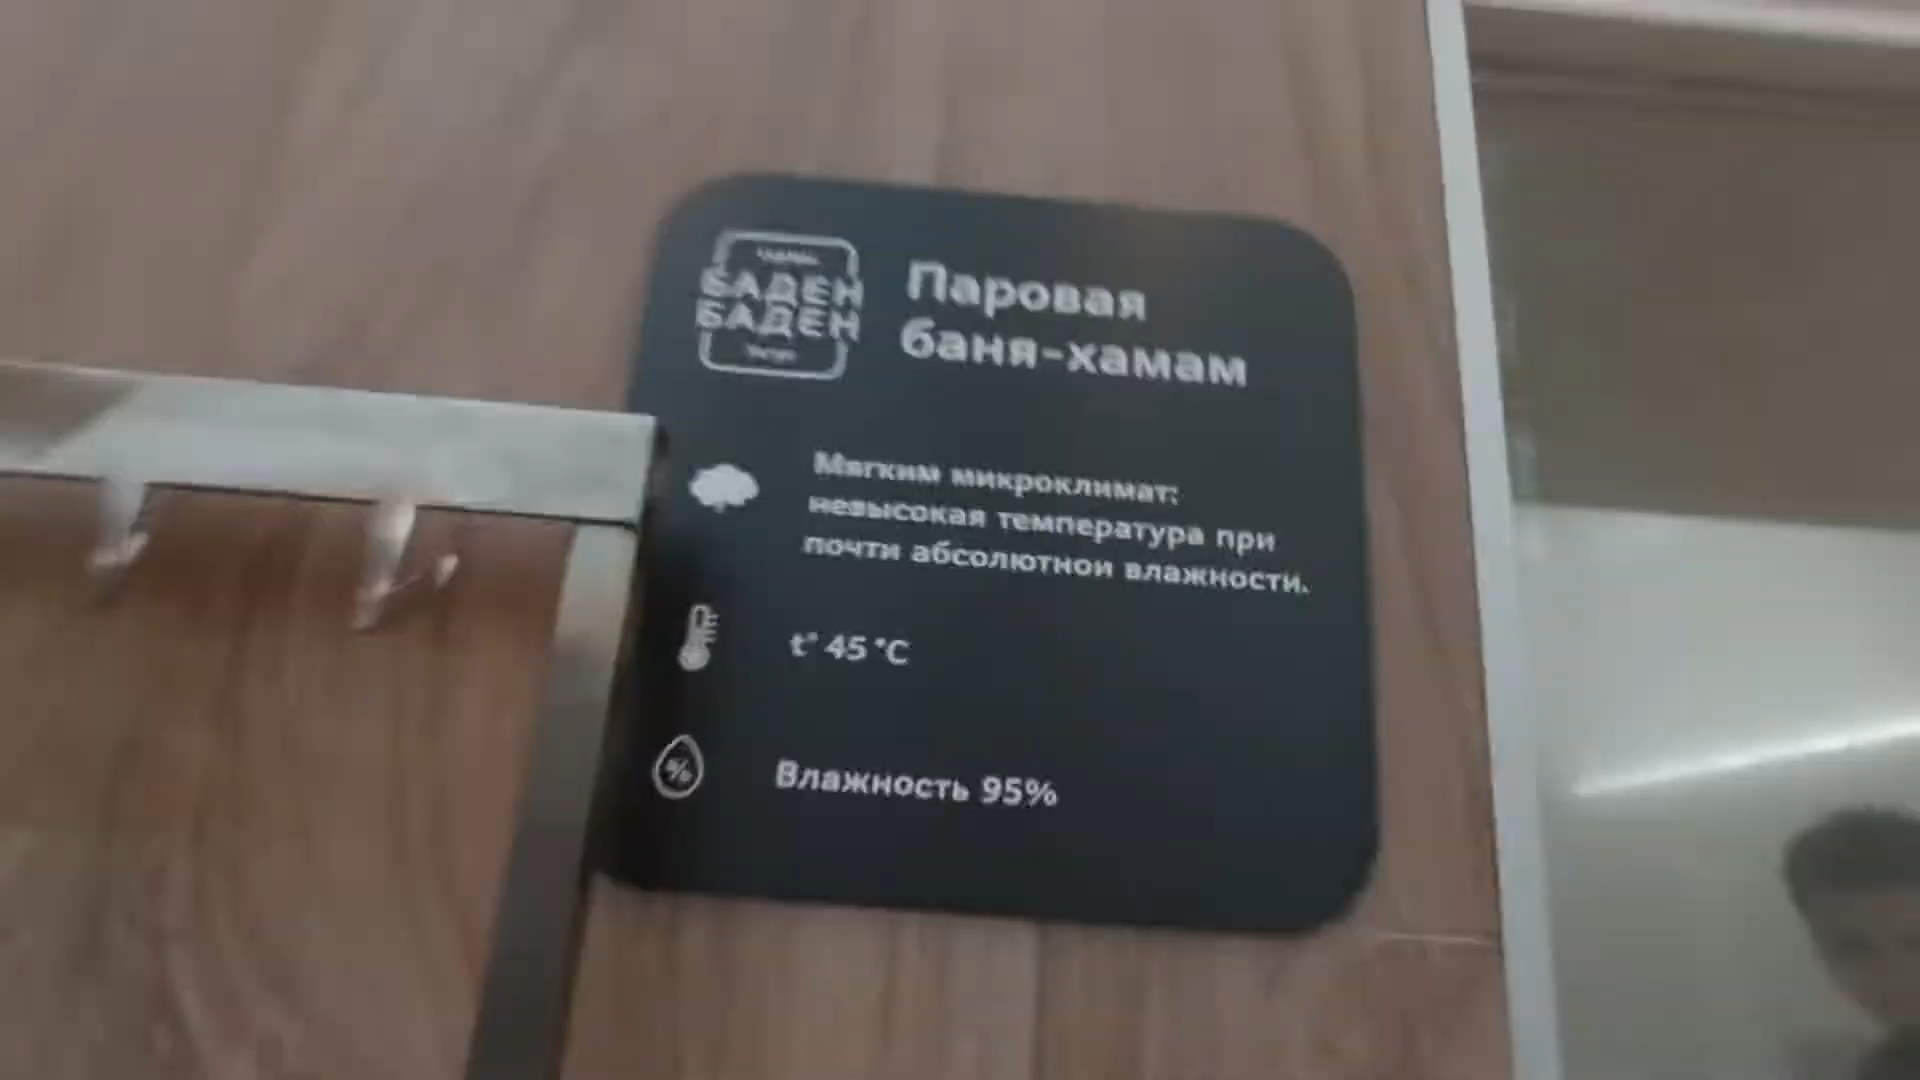 БАДЕН
БАДЕН
Паровая
баня-хамам
Мягкий микроклимат:
невысокая температура при
почти абсолютной влажности.
t° 45 °C
%
Влажность 95%